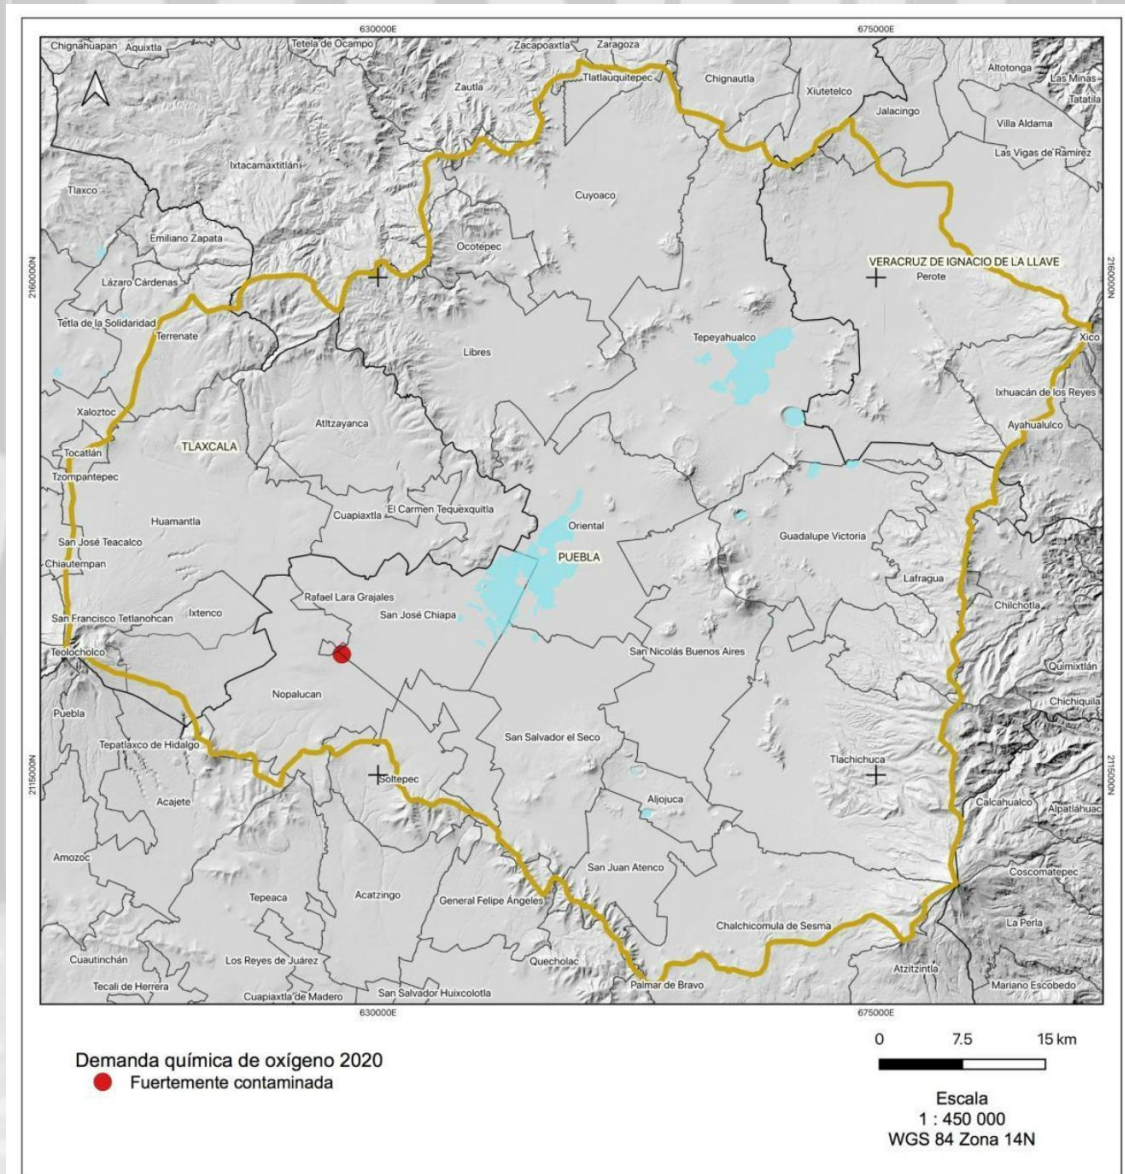 630000E
675000E
Chignahuapan
Aquixtla
Tetela de Ocampo
Zacapoaxtla
Zaragoza
Tlatlauquitepec
Chignautla
Altotonga
Las Minas
Tatatila
Zautla
Xiutetelco
Jalacingo
Villa Aldama
Las Vigas de Ramírez
Ixtacamaxtitlán
Tlaxco
Cuyoaco
Emiliano Zapata
Ocotepec
VERACRUZ DE IGNACIO DE LA LLAVE
Perote
2160000N
2160000N
Lázaro Cárdenas
Tetla de la Solidaridad
Terrenate
Libres
Tepeyahualco
Xico
Ixhuacán de los Reyes
Xaloztoc
Atltzayanca
Ayahualulco
TLAXCALA
Tocatlán
Tzompantepec
Huamantla
Cuapiaxtla
El Carmen Tequexquitla
Oriental
Guadalupe Victoria
San José Teacalco
Chiautempan
PUEBLA
Lafragua
Rafael Lara Grajales
San José Chiapa
Ixtenco
Chilchotla
San Francisco Tetlanohcan
Teolocholco
San Nicolás Buenos Aires
Quimixtlán
Nopalucan
Chichiquila
Puebla
Tepatlaxco de Hidalgo
San Salvador el Seco
Tlachichuca
2115000N
2115000N
Soltepec
Acajete
Aljojuca
Calcahualco
Alpatláhuac
Amozoc
San Juan Atenco
Coscomatepec
Tepeaca
Acatzingo
General Felipe Ángeles
Chalchicomula de Sesma
La Perla
Cuautinchán
Los Reyes de Juárez
Quecholac
Atzitzintla
Tecali de Herrera
Cuapiaxtla de Madero
San Salvador Huixcolotla
Palmar de Bravo
Mariano Escobedo
630000E
675000E
Demanda química de oxígeno 2020
Fuertemente contaminada
0 7.5 15 km
Escala
1 : 450 000
WGS 84 Zona 14N